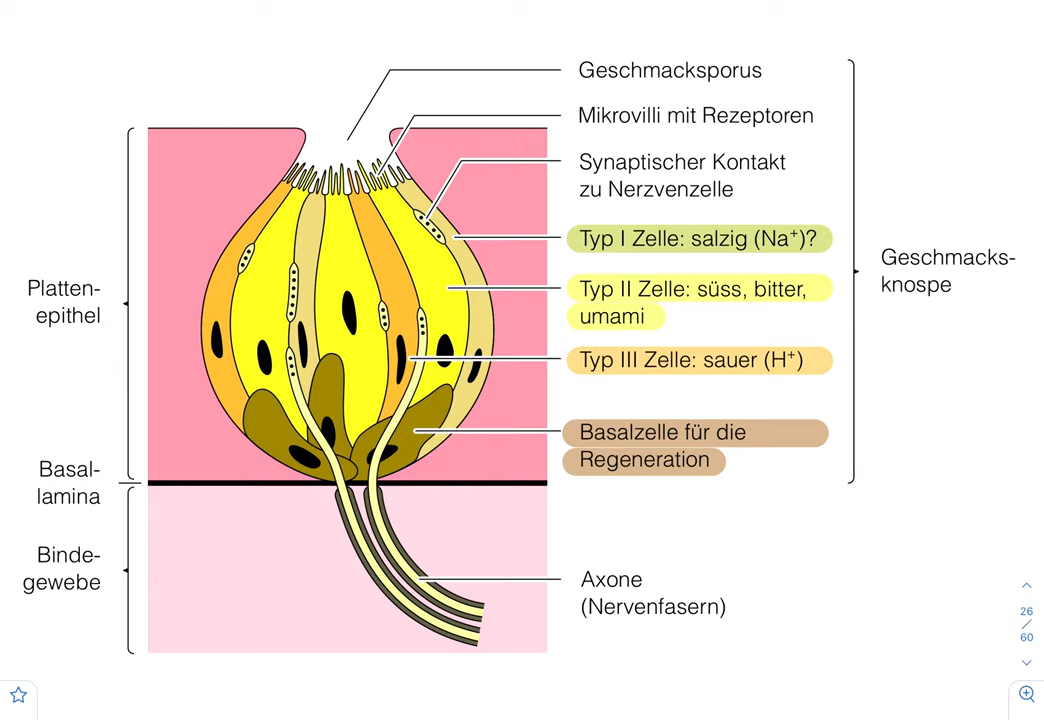 Geschmacksporus
Mikrovilli mit Rezeptoren
Synaptischer Kontakt
zu Nerzvenzelle
Typ I Zelle: salzig (Na⁺)?
Typ II Zelle: süss, bitter,
umami
Typ III Zelle: sauer (H⁺)
Basalzelle für die
Regeneration
Axone
(Nervenfasern)
Geschmacks-
knospe
Platten-
epithel
Basal-
lamina
Binde-
gewebe
26
/
60